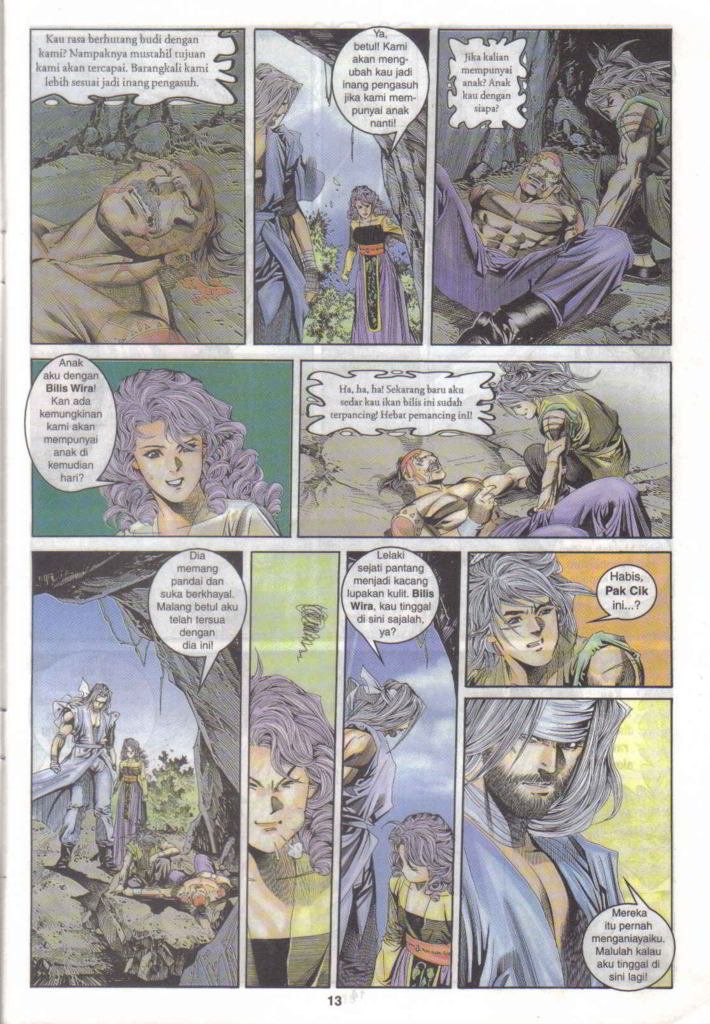 Kau rasa berhutang budi dengan
kami? Nampaknya mustahil tujuan
kami akan tercapai. Barangkali kami
lebih sesuai jadi inang pengasuh.
Ya,
betul! Kami
akan meng-
ubah kau jadi
inang pengasuh
jika kami mem-
punyai anak
nanti!
Jika kalian
mempunyai
anak? Anak
kau dengan
siapa?
Anak
aku dengan
Bilis Wira!
Kan ada
kemungkinan
kami akan
mempunyai
anak di
kemudian
hari?
Ha, ha, ha! Sekarang baru aku
sedar kau ikan bilis ini sudah
terpancing! Hebat pemancing ini!
Dia
memang
pandai dan
suka berkhayal.
Malang betul aku
telah tersua
dengan
dia ini!
Lelaki
sejati pantang
menjadi kacang
lupakan kulit. Bilis
Wira, kau tinggal
di sini sajalah,
ya?
Habis,
Pak Cik
ini...?
Mereka
itu pernah
menganiayaiku.
Malulah kalau
aku tinggal di
sini lagi!
13